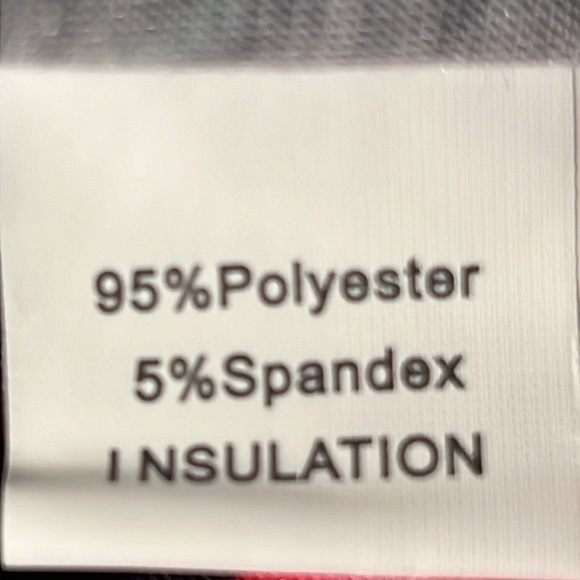 95%Polyester
5%Spandex
INSULATION